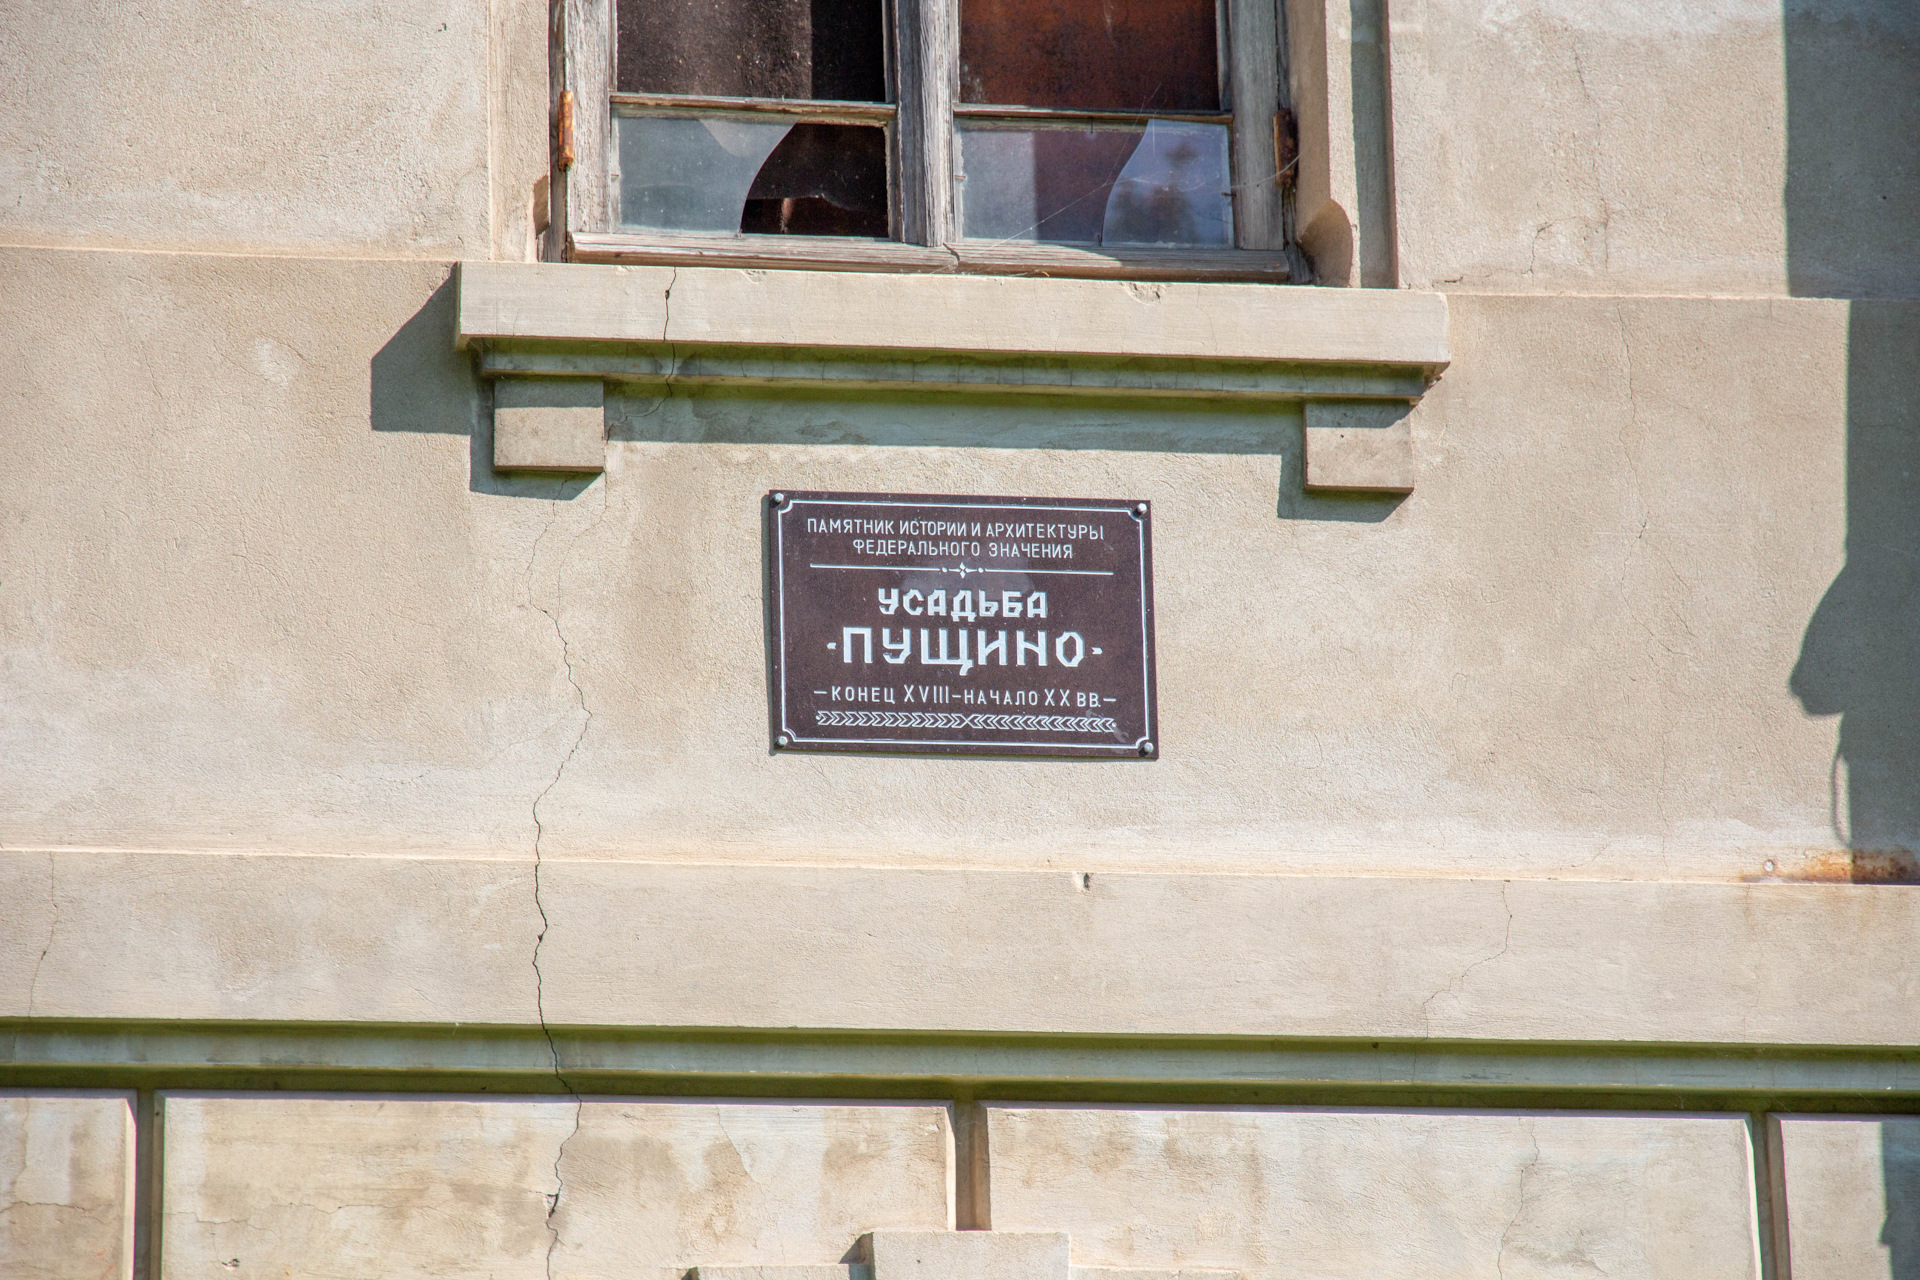 ПАМЯТНИК ИСТОРИИ И АРХИТЕКТУРЫ
ФЕДЕРАЛЬНОГО ЗНАЧЕНИЯ
УСАДЬБА
·ПУЩИНО·
—КОНЕЦ XVIII—НАЧАЛО XX ВВ.—